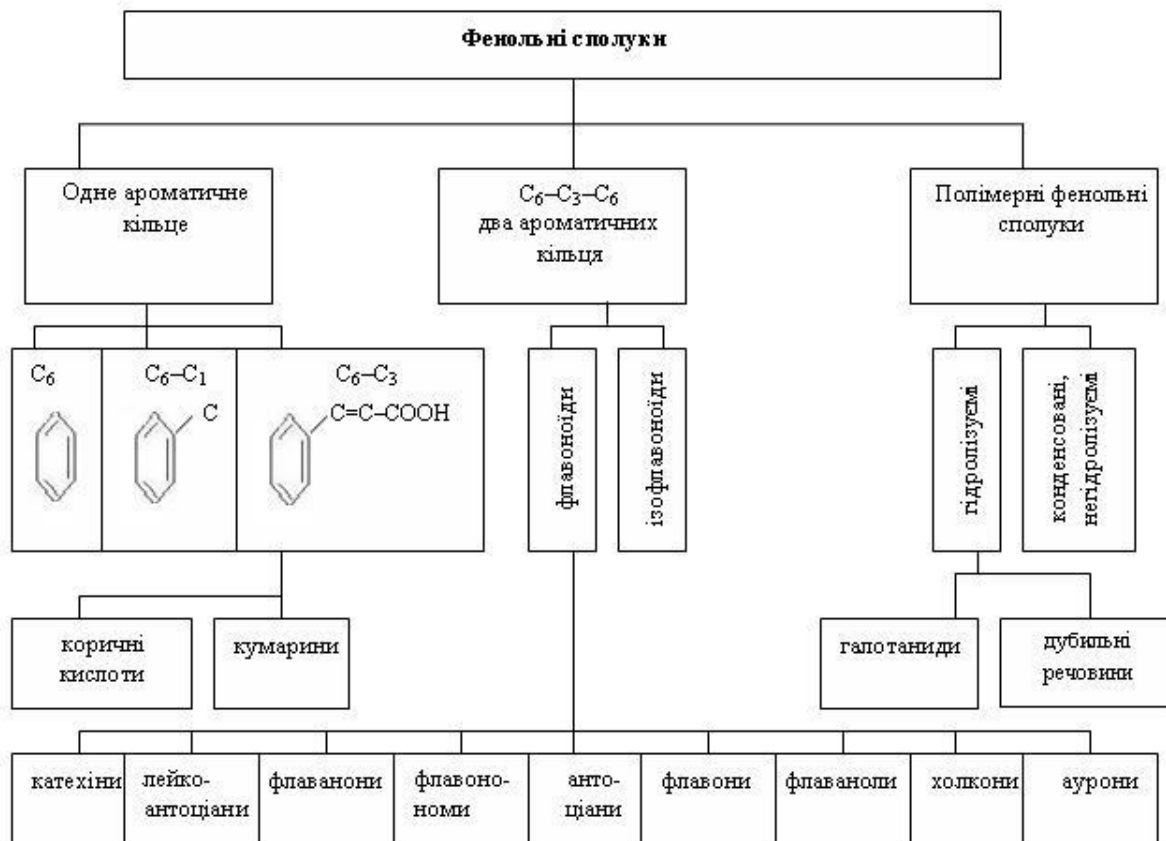 Фенольні сполуки
Одне ароматичне
кільце
C₆–C₃–C₆
два ароматичних
кільця
Полімерні фенольні
сполуки
C₆
C₆–C₁
C
C₆–C₃
C=C–COOH
флавоноїди
ізофлавоноїди
гідролізуємі
конденсовані,
негідролізуємі
коричні
кислоти
кумарини
галотаниди
дубильні
речовини
катехіни
лейко-
антоціани
флаванони
флавоно-
номи
анто-
ціани
флавони
флаваноли
холкони
аурони